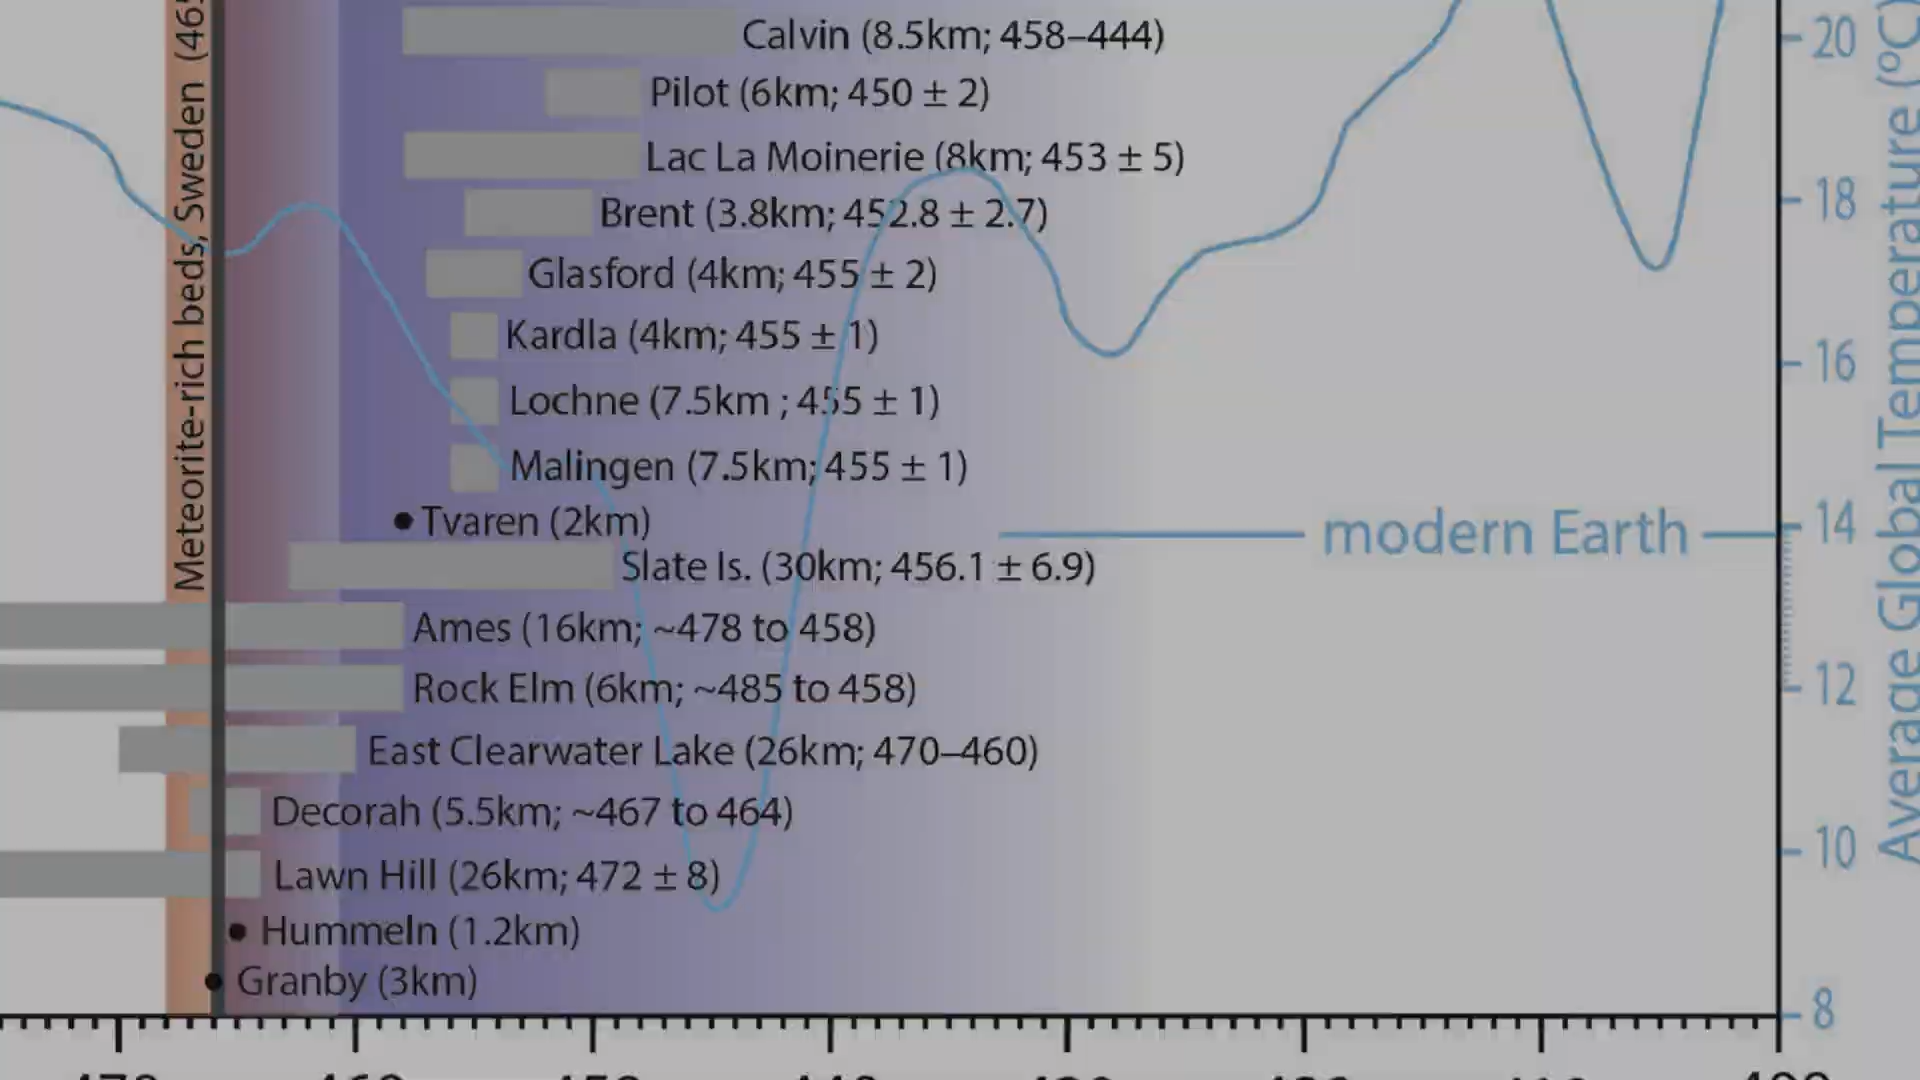 Calvin (8.5km; 458–444)
Pilot (6km; 450 ± 2)
Lac La Moinerie (8km; 453 ± 5)
Brent (3.8km; 452.8 ± 2.7)
Glasford (4km; 455 ± 2)
Kardla (4km; 455 ± 1)
Lochne (7.5km ; 455 ± 1)
Malingen (7.5km; 455 ± 1)
Tvaren (2km)
Slate Is. (30km; 456.1 ± 6.9)
Ames (16km; ~478 to 458)
Rock Elm (6km; ~485 to 458)
East Clearwater Lake (26km; 470–460)
Decorah (5.5km; ~467 to 464)
Lawn Hill (26km; 472 ± 8)
Hummeln (1.2km)
Granby (3km)
Meteorite-rich beds, Sweden (465
modern Earth
20
18
16
14
12
10
8
Average Global Temperature (°C)